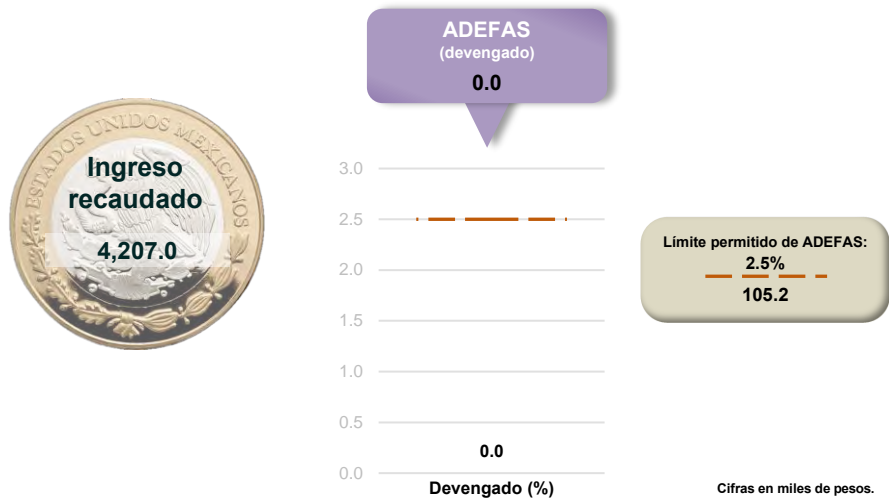 ADEFAS
(devengado)
0.0
ESTADOS UNIDOS MEXICANOS
Ingreso
recaudado
4,207.0
3.0
2.5
2.0
1.5
1.0
0.5
0.0
0.0
Devengado (%)
Límite permitido de ADEFAS:
2.5%
105.2
Cifras en miles de pesos.